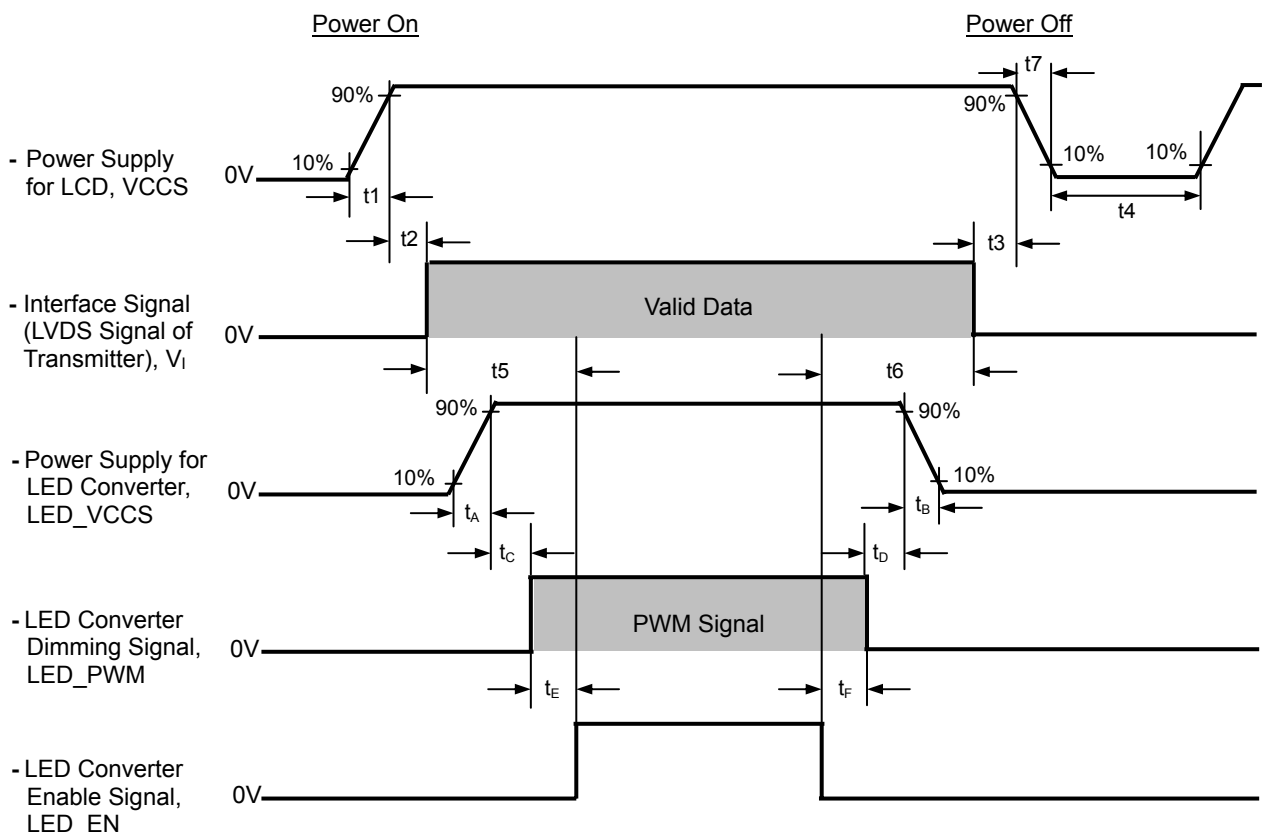 Power On
Power Off
t7
90%
90%
10%
10%
10%
- Power Supply
for LCD, VCCS
0V
t1
t4
t2
t3
- Interface Signal
(LVDS Signal of
Transmitter), VI
0V
Valid Data
t5
t6
90%
90%
- Power Supply for
LED Converter,
LED_VCCS
0V
10%
10%
tA
tB
tC
tD
- LED Converter
Dimming Signal,
LED_PWM
0V
PWM Signal
tE
tF
- LED Converter
Enable Signal,
LED_EN
0V